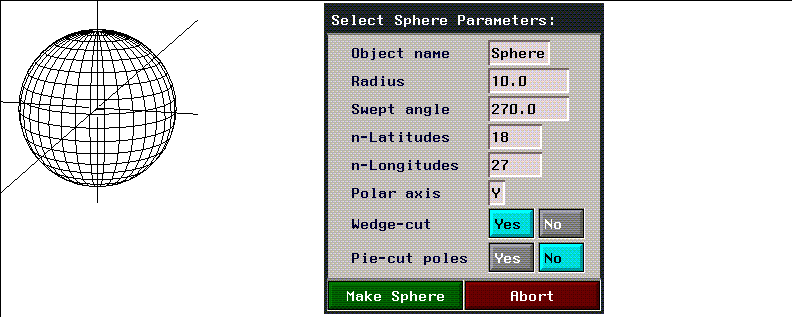 Select Sphere Parameters:
Object name Sphere
Radius 10.0
Swept angle 270.0
n-Latitudes 18
n-Longitudes 27
Polar axis Y
Wedge-cut Yes No
Pie-cut poles Yes No
Make Sphere Abort